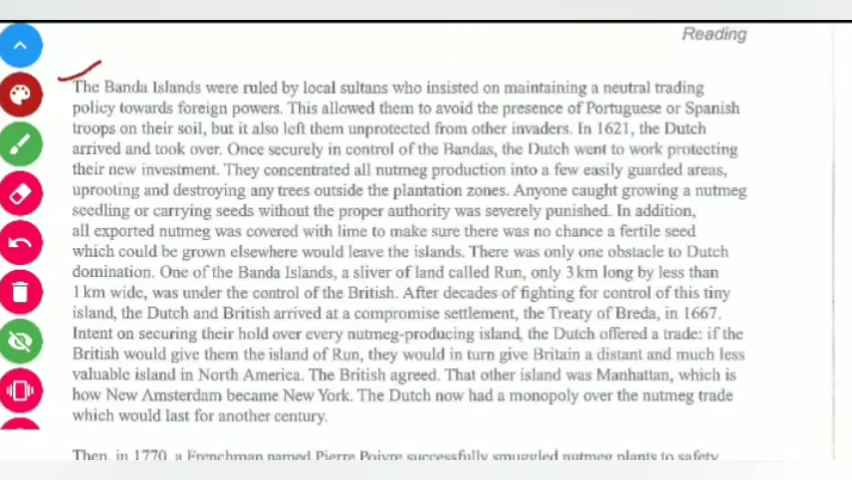 Reading
The Banda Islands were ruled by local sultans who insisted on maintaining a neutral trading
policy towards foreign powers. This allowed them to avoid the presence of Portuguese or Spanish
troops on their soil, but it also left them unprotected from other invaders. In 1621, the Dutch
arrived and took over. Once securely in control of the Bandas, the Dutch went to work protecting
their new investment. They concentrated all nutmeg production into a few easily guarded areas,
uprooting and destroying any trees outside the plantation zones. Anyone caught growing a nutmeg
seedling or carrying seeds without the proper authority was severely punished. In addition,
all exported nutmeg was covered with lime to make sure there was no chance a fertile seed
which could be grown elsewhere would leave the islands. There was only one obstacle to Dutch
domination. One of the Banda Islands, a sliver of land called Run, only 3 km long by less than
1 km wide, was under the control of the British. After decades of fighting for control of this tiny
island, the Dutch and British arrived at a compromise settlement, the Treaty of Breda, in 1667.
Intent on securing their hold over every nutmeg-producing island, the Dutch offered a trade: if the
British would give them the island of Run, they would in turn give Britain a distant and much less
valuable island in North America. The British agreed. That other island was Manhattan, which is
how New Amsterdam became New York. The Dutch now had a monopoly over the nutmeg trade
which would last for another century.
Then, in 1770, a Frenchman named Pierre Poivre successfully smuggled nutmeg plants to safety